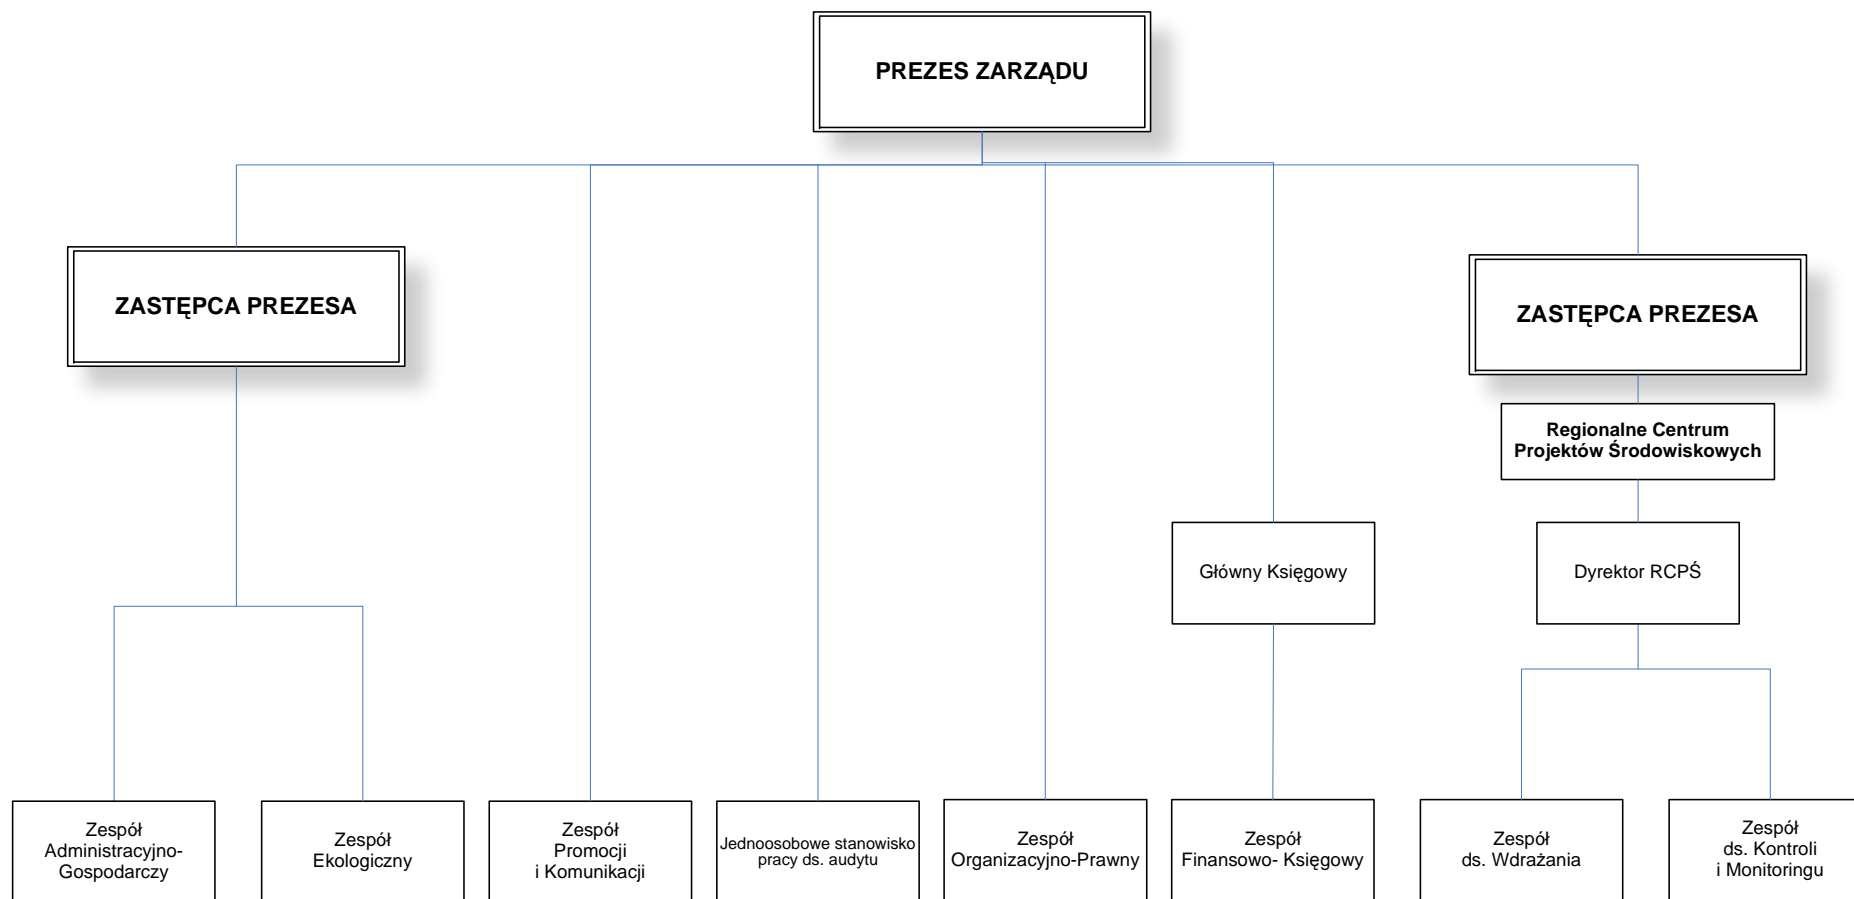 PREZES ZARZĄDU
ZASTĘPCA PREZESA
ZASTĘPCA PREZESA
Regionalne Centrum
Projektów Środowiskowych
Główny Księgowy
Dyrektor RCPŚ
Zespół
Administracyjno-
Gospodarczy
Zespół
Ekologiczny
Zespół
Promocji
i Komunikacji
Jednoosobowe stanowisko
pracy ds. audytu
Zespół
Organizacyjno-Prawny
Zespół
Finansowo- Księgowy
Zespół
ds. Wdrażania
Zespół
ds. Kontroli
i Monitoringu